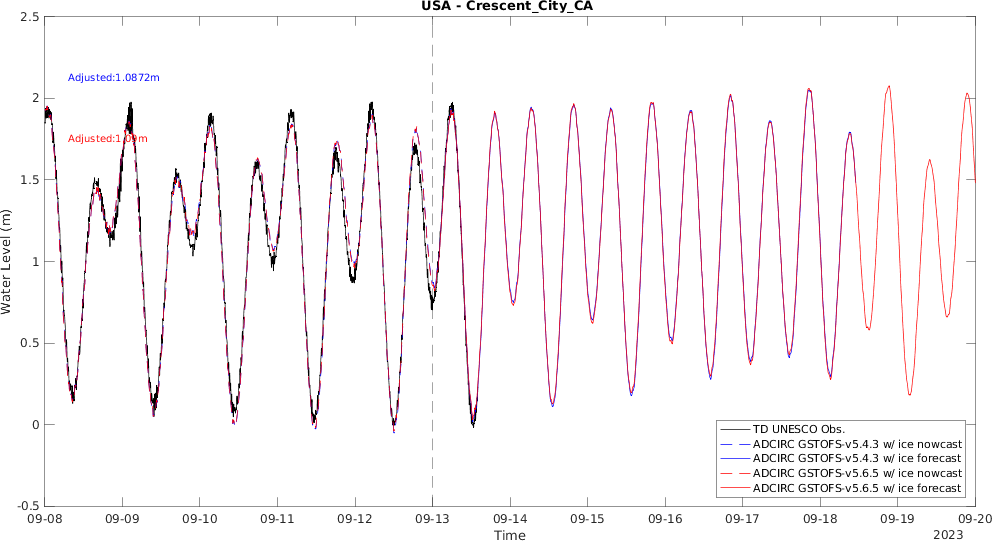 USA - Crescent_City_CA
2.5
2
1.5
1
0.5
0
-0.5
Water Level (m)
Adjusted:1.0872m
Adjusted:1.09m
TD UNESCO Obs.
ADCIRC GSTOFS-v5.4.3 w/ ice nowcast
ADCIRC GSTOFS-v5.4.3 w/ ice forecast
ADCIRC GSTOFS-v5.6.5 w/ ice nowcast
ADCIRC GSTOFS-v5.6.5 w/ ice forecast
09-08 09-09 09-10 09-11 09-12 09-13 09-14 09-15 09-16 09-17 09-18 09-19 09-20
Time
2023